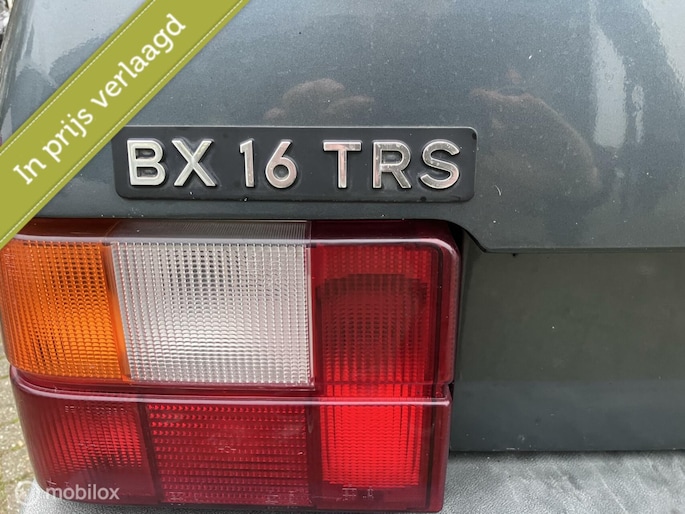 In prijs verlaagd
BX 16 TRS
mobilox